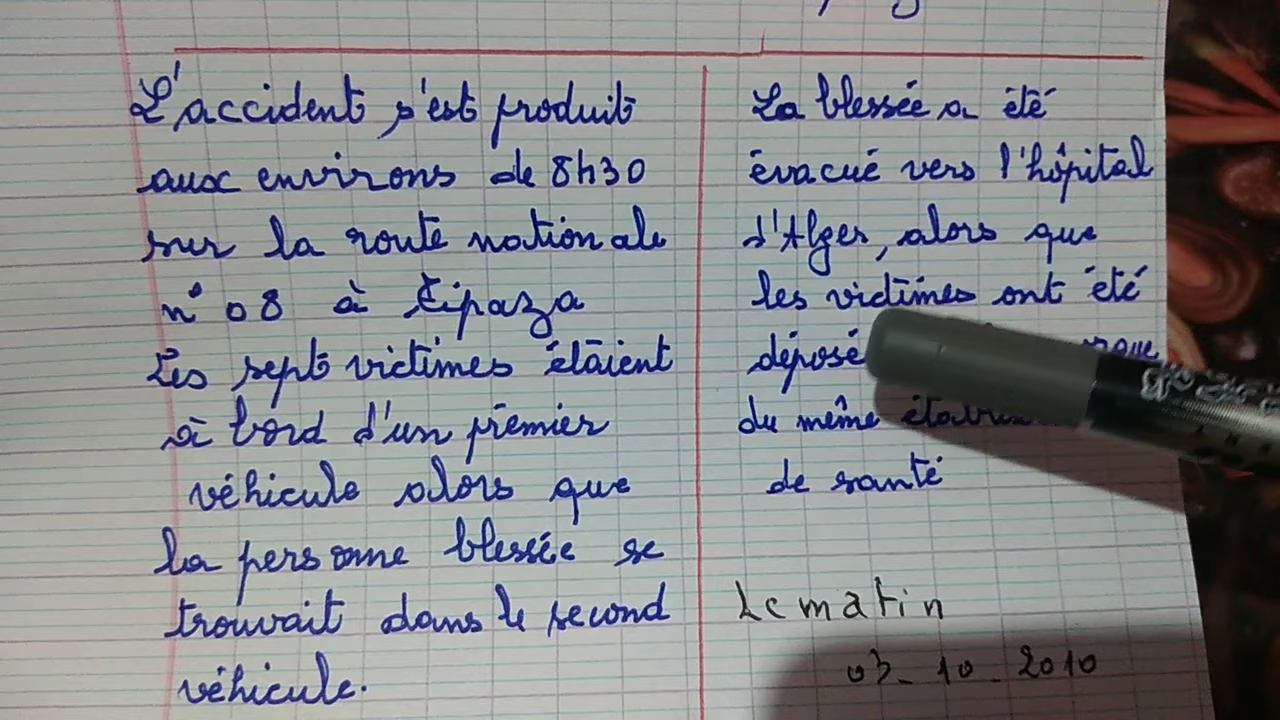 L'accident s'est produit
aux environs de 8h30
sur la route nationale
n° 08 à Tipaza
Les sept victimes étaient
à bord d'un premier
véhicule alors que
la personne blessée se
trouvait dans le second
véhicule.
La blessée a été
évacué vers l'hôpital
d'Alger, alors que
les victimes ont été
du même
de santé
Le matin
03-10-2010